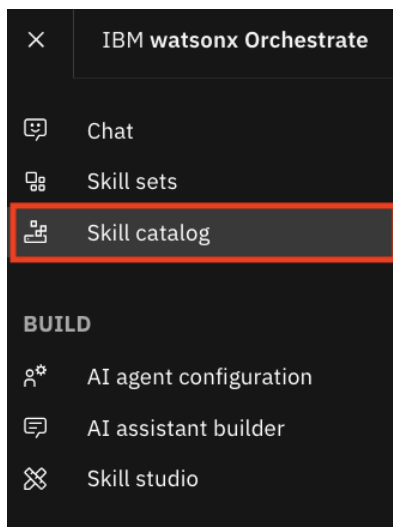 IBM watsonx Orchestrate
Chat
Skill sets
Skill catalog
BUILD
AI agent configuration
AI assistant builder
Skill studio